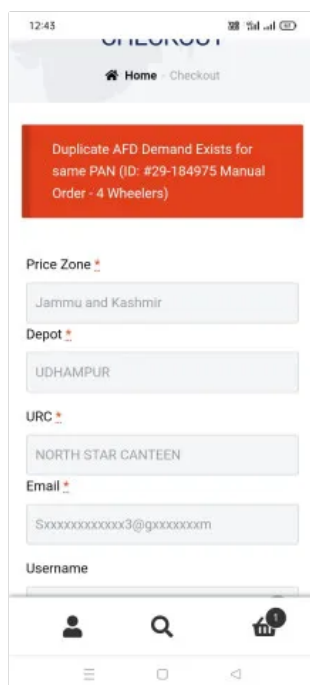 12:43
CHECKOUT
Home - Checkout
Duplicate AFD Demand Exists for
same PAN (ID: #29-184975 Manual
Order - 4 Wheelers)
Price Zone *
Jammu and Kashmir
Depot *
UDHAMPUR
URC *
NORTH STAR CANTEEN
Email *
Sxxxxxxxxxxxx3@gxxxxxxxm
Username
1